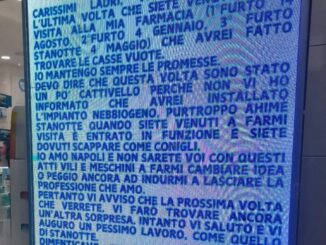 CARISSIMI LADRI,
L'ULTIMA VOLTA CHE SIETE VENUTI
VISITA ALLA MIA FARMACIA (1 FURTO 14
AGOSTO 2 FURTO 4 GENNAIO, FURTO
STANOTTE MAGGIO) CHE AVREI FATTO
TROVARE LE CASSE VUOTE
IO MANTENGO SEMPRE LE PROMESSE.
DEVO DIRE CHE QUESTA VOLTA SONO STATO
UN PO' CATTIVELLO PERCHÉ NON VI HO
INFORMATO CHE AVREI INSTALLATO
L'IMPIANTO NEBBIOGENO, PURTROPPO AHIMÈ
STANOTTE QUANDO SIETE VENUTI A FARMI
VISITA È ENTRATO IN FUNZIONE E SIETE
DOVUTI SCAPPARE COME CONIGLI.
IO AMO NAPOLI E NON SARETE VOI CON QUESTI
ATTI VILI E MESCHINI A FARMI CAMBIARE IDEA
O PEGGIO ANCORA AD INDURMI A LASCIARE LA
PROFESSIONE CHE AMO.
PERTANTO VI AVVISO CHE LA PROSSIMA VOLTA
CHE VERRETE, VI FARÒ TROVARE ANCORA
UN'ALTRA SORPRESA, INTANTO VI SALUTO E VI
AUGURO UN PESSIMO LAVORO, COME QUELLO
DI STANOTTE